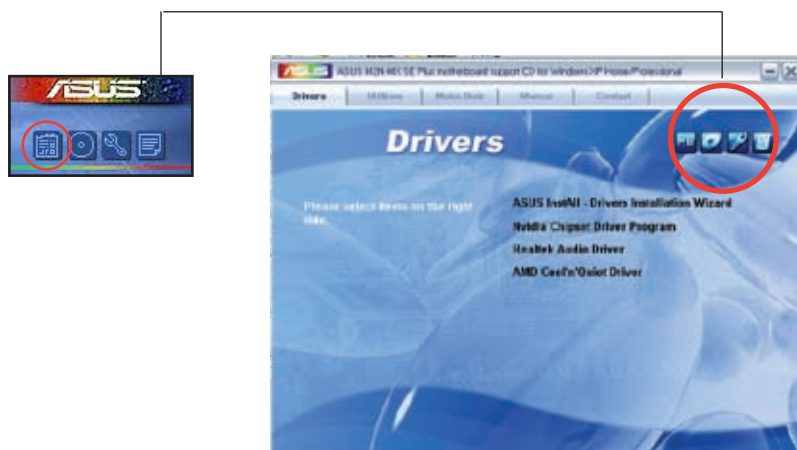 ASUS
ASUS M2N-MX SE Plus motherboard support CD for Windows XP Home/Professional
Drivers
Utilities
Make Disk
Manual
Contact
Drivers
Please select items on the right
side.
ASUS InstAll - Drivers Installation Wizard
Nvidia Chipset Driver Program
Realtek Audio Driver
AMD Cool'n'Quiet Driver